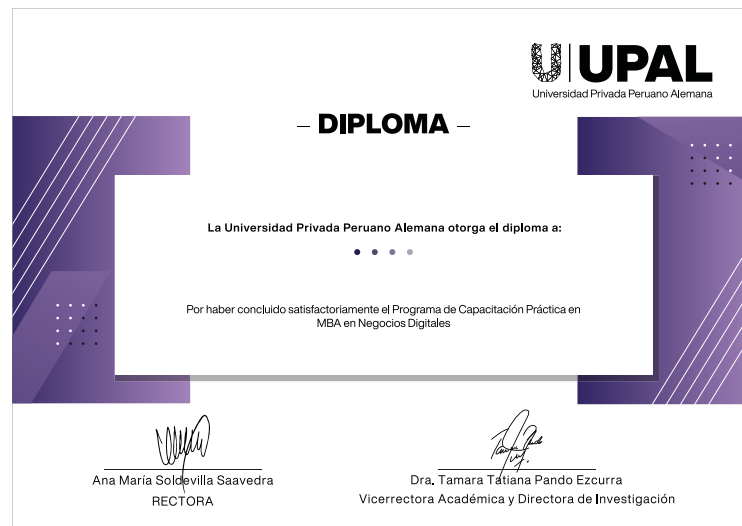 UPAL
Universidad Privada Peruano Alemana
– DIPLOMA –
La Universidad Privada Peruano Alemana otorga el diploma a:
Por haber concluido satisfactoriamente el Programa de Capacitación Práctica en
MBA en Negocios Digitales
Ana María Soldevilla Saavedra
RECTORA
Dra. Tamara Tatiana Pando Ezcurra
Vicerrectora Académica y Directora de Investigación